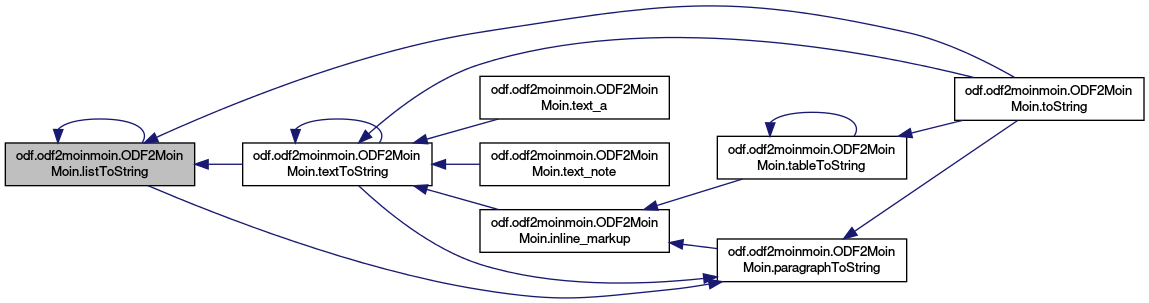 odf.odf2moinmoin.ODF2Moin
Moin.listToString
odf.odf2moinmoin.ODF2Moin
Moin.textToString
odf.odf2moinmoin.ODF2Moin
Moin.text_a
odf.odf2moinmoin.ODF2Moin
Moin.text_note
odf.odf2moinmoin.ODF2Moin
Moin.inline_markup
odf.odf2moinmoin.ODF2Moin
Moin.tableToString
odf.odf2moinmoin.ODF2Moin
Moin.paragraphToString
odf.odf2moinmoin.ODF2Moin
Moin.toString